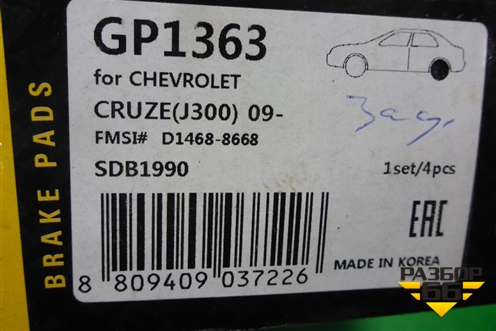 GP1363
for CHEVROLET
CRUZE(J300) 09-
FMSI# D1468-8668
SDB1990
1set/4pcs
EAC
MADE IN KOREA
8 809409 037226
BRAKE PADS
Зад.
РАЗБОР
66